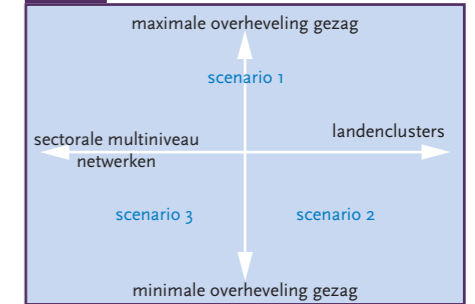 maximale overheveling gezag
scenario 1
sectorale multiniveau
netwerken
landenclusters
scenario 3
scenario 2
minimale overheveling gezag